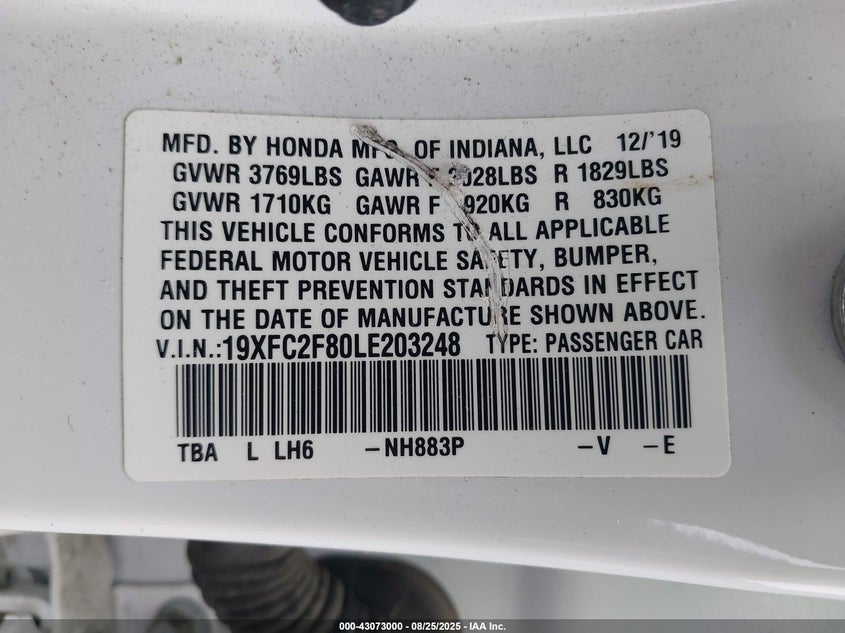 MFD. BY HONDA MFG. OF INDIANA, LLC 12/'19
GVWR 3769LBS GAWR F 2028LBS R 1829LBS
GVWR 1710KG GAWR F 920KG R 830KG
THIS VEHICLE CONFORMS TO ALL APPLICABLE
FEDERAL MOTOR VEHICLE SAFETY, BUMPER,
AND THEFT PREVENTION STANDARDS IN EFFECT
ON THE DATE OF MANUFACTURE SHOWN ABOVE.
V.I.N.:19XFC2F80LE203248 TYPE: PASSENGER CAR
TBA L LH6 –NH883P –V –E
000-43073000 - 08/25/2025 - IAA Inc.